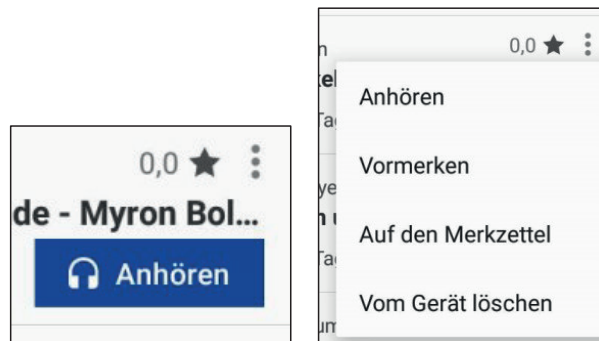 0,0 ★
de - Myron Bol...
Anhören
0,0 ★
Anhören
Vormerken
Auf den Merkzettel
Vom Gerät löschen